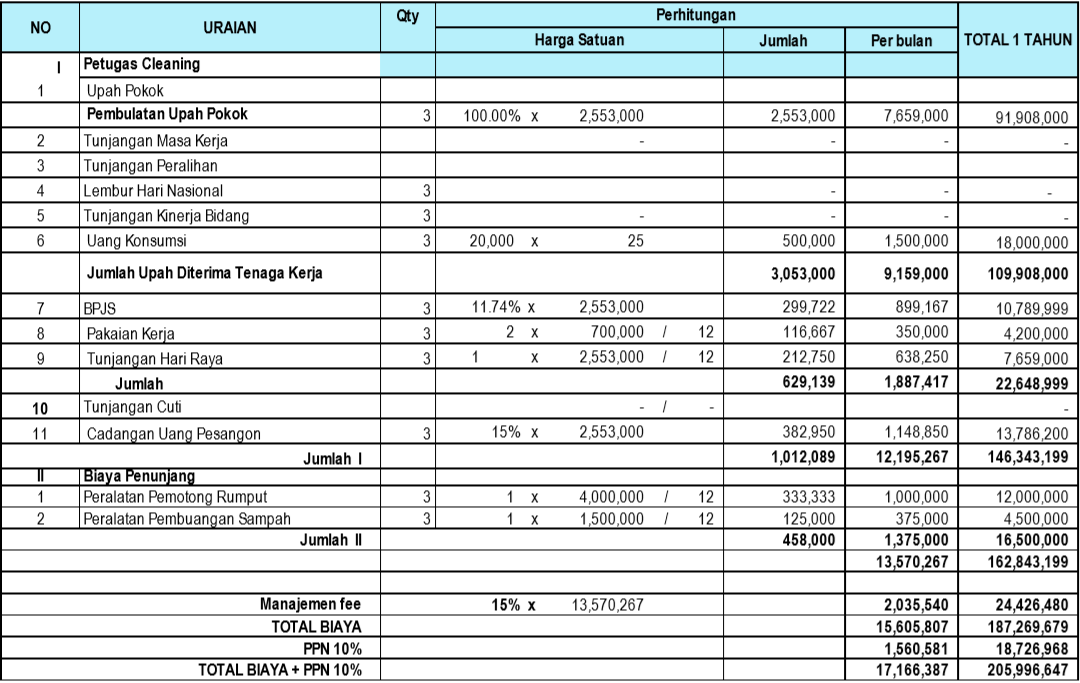 NO URAIAN Qty Perhitungan TOTAL 1 TAHUN
Harga Satuan Jumlah Per bulan
I Petugas Cleaning
1 Upah Pokok
Pembulatan Upah Pokok 3 100.00% x 2,553,000 2,553,000 7,659,000 91,908,000
2 Tunjangan Masa Kerja - - - -
3 Tunjangan Peralihan
4 Lembur Hari Nasional 3 - - -
5 Tunjangan Kinerja Bidang 3 - - - -
6 Uang Konsumsi 3 20,000 x 25 500,000 1,500,000 18,000,000
Jumlah Upah Diterima Tenaga Kerja 3,053,000 9,159,000 109,908,000
7 BPJS 3 11.74% x 2,553,000 299,722 899,167 10,789,999
8 Pakaian Kerja 3 2 x 700,000 / 12 116,667 350,000 4,200,000
9 Tunjangan Hari Raya 3 1 x 2,553,000 / 12 212,750 638,250 7,659,000
Jumlah 629,139 1,887,417 22,648,999
10 Tunjangan Cuti - / - -
11 Cadangan Uang Pesangon 3 15% x 2,553,000 382,950 1,148,850 13,786,200
Jumlah I 1,012,089 12,195,267 146,343,199
II Biaya Penunjang
1 Peralatan Pemotong Rumput 3 1 x 4,000,000 / 12 333,333 1,000,000 12,000,000
2 Peralatan Pembuangan Sampah 3 1 x 1,500,000 / 12 125,000 375,000 4,500,000
Jumlah II 458,000 1,375,000 16,500,000
13,570,267 162,843,199
Manajemen fee 15% x 13,570,267 2,035,540 24,426,480
TOTAL BIAYA 15,605,807 187,269,679
PPN 10% 1,560,581 18,726,968
TOTAL BIAYA + PPN 10% 17,166,387 205,996,647